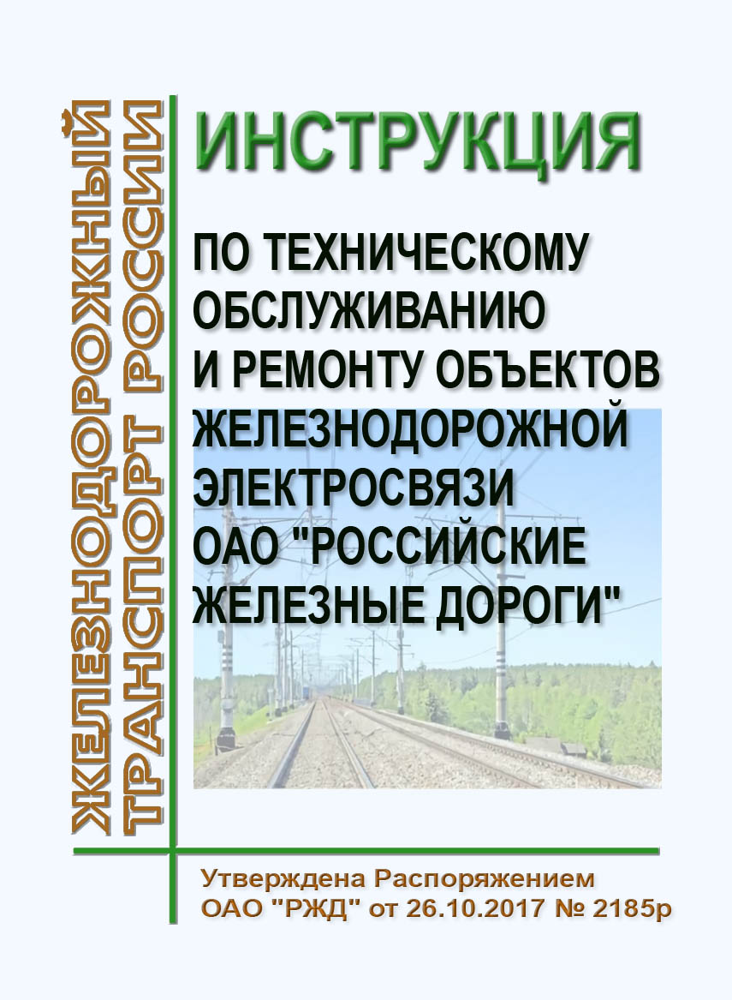 ЖЕЛЕЗНОДОРОЖНЫЙ
ТРАНСПОРТ РОССИИ
ИНСТРУКЦИЯ
ПО ТЕХНИЧЕСКОМУ
ОБСЛУЖИВАНИЮ
И РЕМОНТУ ОБЪЕКТОВ
ЖЕЛЕЗНОДОРОЖНОЙ
ЭЛЕКТРОСВЯЗИ
ОАО "РОССИЙСКИЕ
ЖЕЛЕЗНЫЕ ДОРОГИ"
Утверждена Распоряжением
ОАО "РЖД" от 26.10.2017 № 2185р